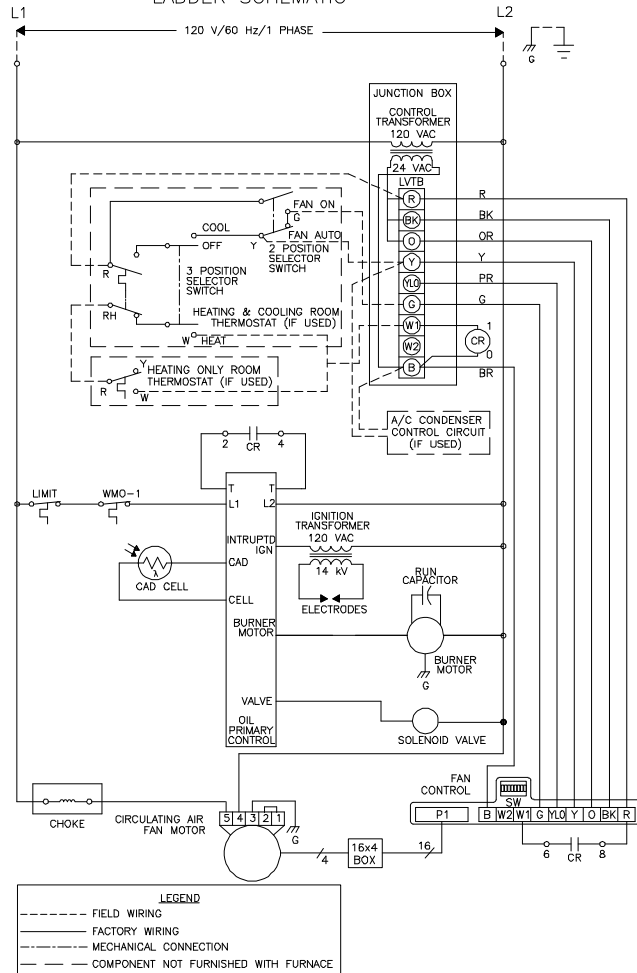 LADDER SCHEMATIC
L1
L2
120 V/60 Hz/1 PHASE
G
JUNCTION BOX
CONTROL
TRANSFORMER
120 VAC
24 VAC
LVTB
R
R
BK
BK
O
OR
Y
Y
YLO
PR
G
G
W1
1
CR
W2
0
B
BR
FAN ON
G
COOL
OFF
Y
FAN AUTO
2 POSITION
SELECTOR
SWITCH
R
3 POSITION
SELECTOR
SWITCH
RH
HEATING & COOLING ROOM
THERMOSTAT (IF USED)
W
HEAT
Y
HEATING ONLY ROOM
THERMOSTAT (IF USED)
R
W
A/C CONDENSER
CONTROL CIRCUIT
(IF USED)
2
CR
4
T
T
LIMIT
WMO-1
L1
L2
INTRUPTD
IGN
IGNITION
TRANSFORMER
120 VAC
14 kV
ELECTRODES
CAD
λ
CAD CELL
CELL
RUN
CAPACITOR
BURNER
MOTOR
BURNER
MOTOR
G
VALVE
OIL
PRIMARY
CONTROL
SOLENOID VALVE
FAN
CONTROL
SW
P1
B W2 W1 G YLO Y O BK R
CHOKE
CIRCULATING AIR
FAN MOTOR
5 4 3 2 1
G
4
16x4
BOX
16
6
CR
8
LEGEND
FIELD WIRING
FACTORY WIRING
MECHANICAL CONNECTION
COMPONENT NOT FURNISHED WITH FURNACE